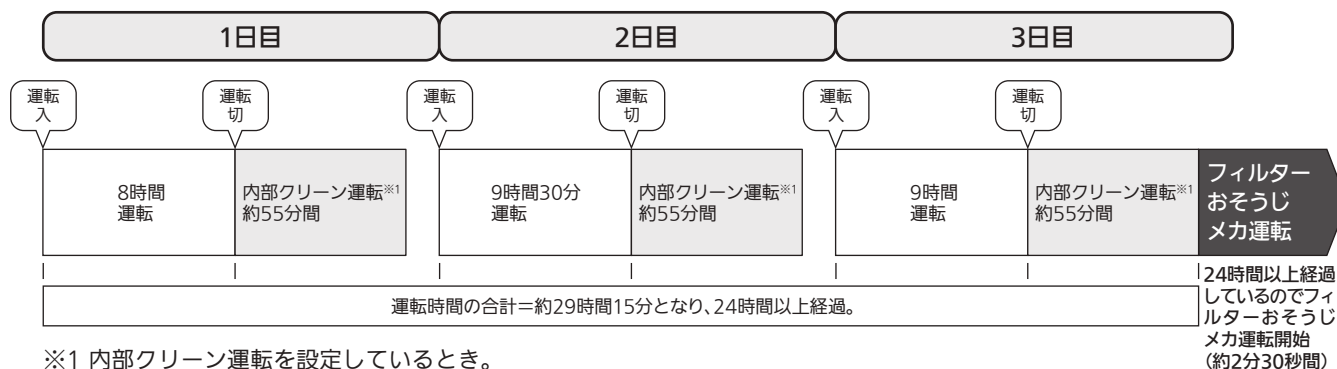 1日目
2日目
3日目
運転
入
運転
切
運転
入
運転
切
運転
入
運転
切
8時間
運転
内部クリーン運転※1
約55分間
9時間30分
運転
内部クリーン運転※1
約55分間
9時間
運転
内部クリーン運転※1
約55分間
フィルター
おそうじ
メカ運転
運転時間の合計=約29時間15分となり、24時間以上経過。
24時間以上経過
しているのでフィ
ルターおそうじ
メカ運転開始
(約2分30秒間)
※1 内部クリーン運転を設定しているとき。